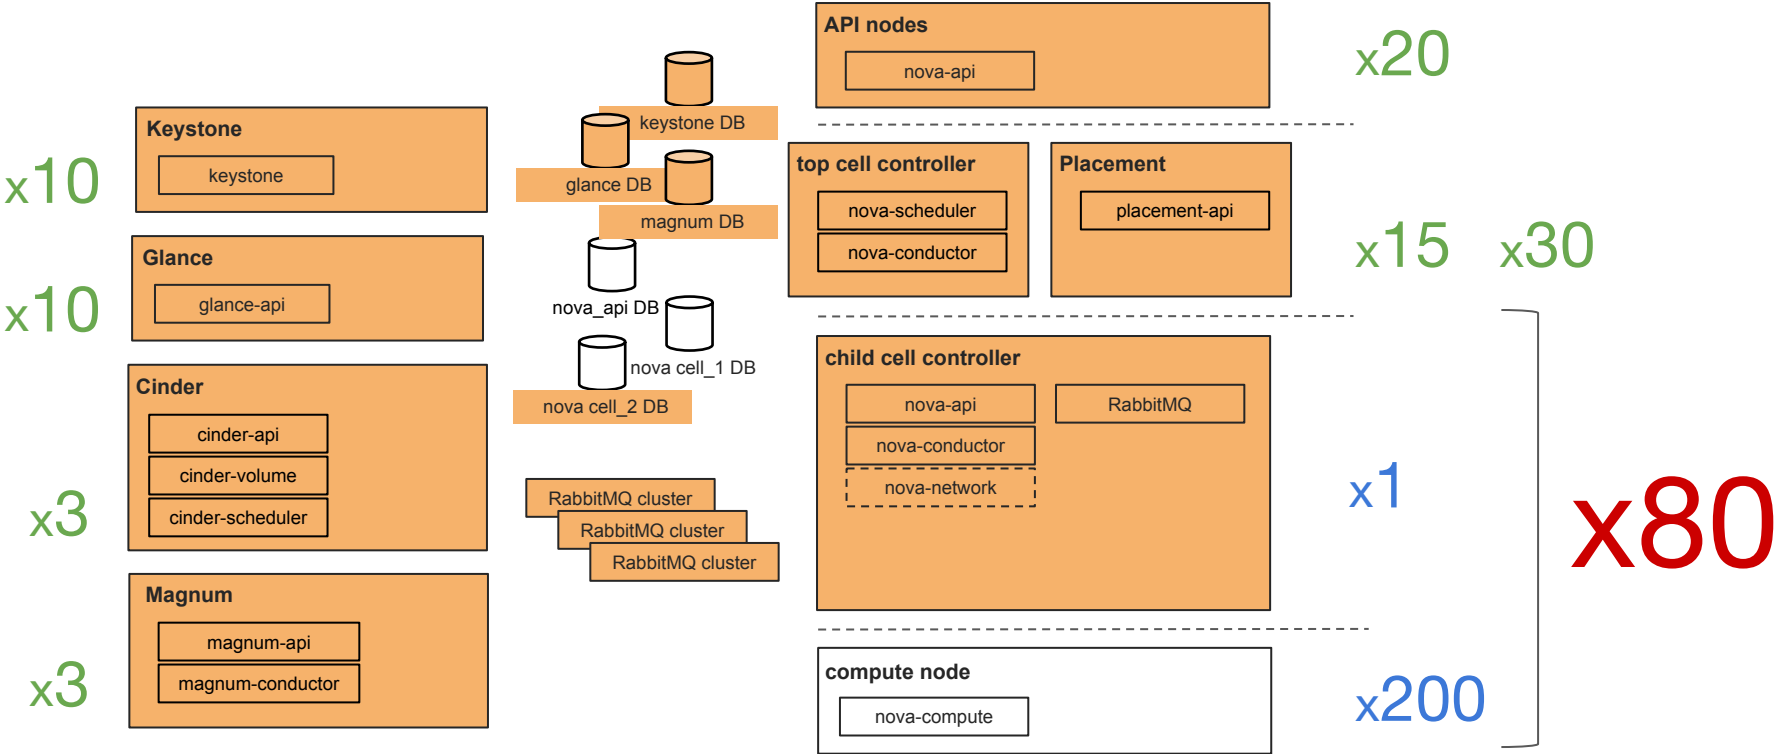 API nodes
nova-api
x20
keystone DB
Keystone
keystone
x10
glance DB
magnum DB
top cell controller
nova-scheduler
nova-conductor
Placement
placement-api
x15
x30
Glance
glance-api
x10
nova_api DB
nova cell_1 DB
nova cell_2 DB
child cell controller
nova-api
RabbitMQ
nova-conductor
nova-network
x1
x80
Cinder
cinder-api
cinder-volume
cinder-scheduler
x3
RabbitMQ cluster
RabbitMQ cluster
RabbitMQ cluster
Magnum
magnum-api
magnum-conductor
x3
compute node
nova-compute
x200